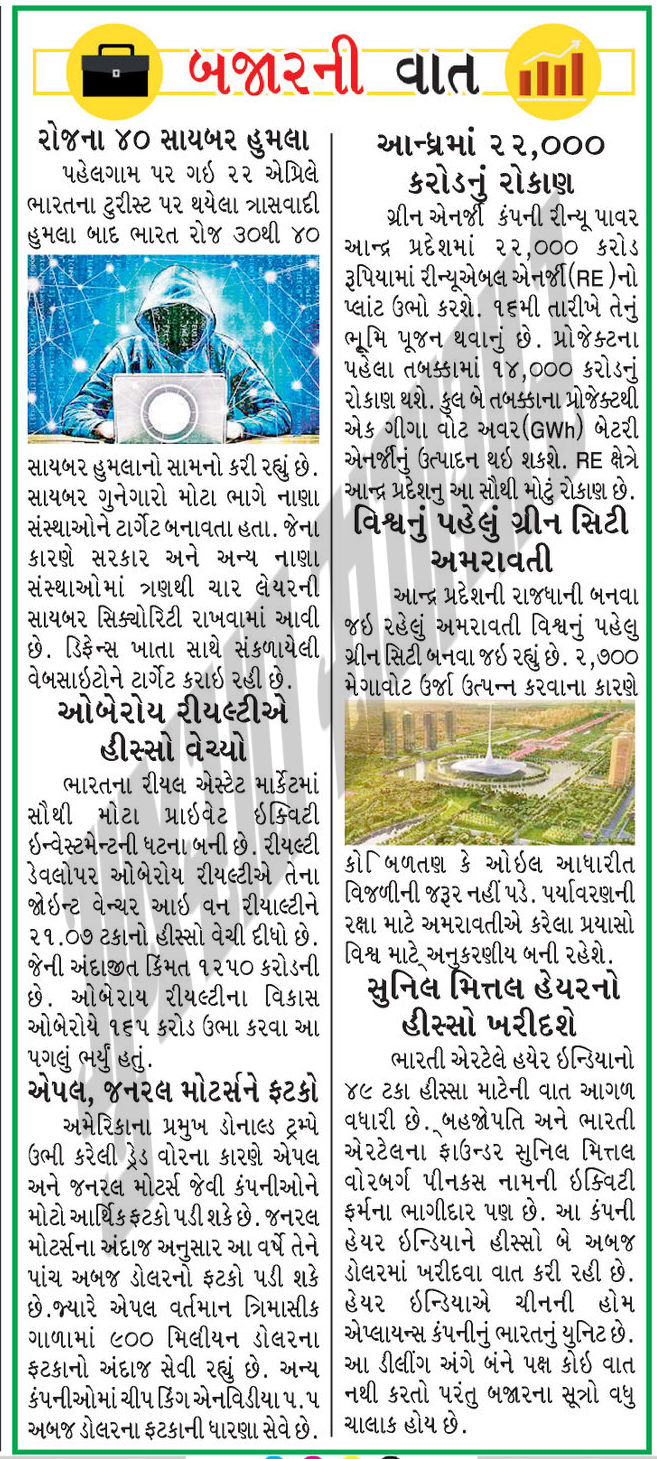 બજારની વાત
રોજના ૪૦ સાયબર હુમલા
પહેલગામ પર ગઇ ૨૨ એપ્રિલે
ભારતના ટુરીસ્ટ પર થયેલા ત્રાસવાદી
હુમલા બાદ ભારત રોજ ૩૦થી ૪૦
સાયબર હુમલાનો સામનો કરી રહ્યું છે.
સાયબર ગુનેગારો મોટા ભાગે નાણા
સંસ્થાઓને ટાર્ગેટ બનાવતા હતા. જેના
કારણે સરકાર અને અન્ય નાણા
સંસ્થાઓમાં ત્રણથી ચાર લેયરની
સાયબર સિક્યોરિટી રાખવામાં આવી
છે. ડિફેન્સ ખાતા સાથે સંકળાયેલી
વેબસાઇટોને ટાર્ગેટ કરાઇ રહી છે.
ઓબેરોય રીયલ્ટીએ
હીસ્સો વેચ્યો
ભારતના રીયલ એસ્ટેટ માર્કેટમાં
સૌથી મોટા પ્રાઇવેટ ઇક્વિટી
ઇન્વેસ્ટમેન્ટની ઘટના બની છે. રીયલ્ટી
ડેવલોપર ઓબેરોય રીયલ્ટીએ તેના
જોઇન્ટ વેન્ચર આઇ વન રીયાલ્ટીને
૨૧.૦૭ ટકાનો હીસ્સો વેચી દીધો છે.
જેની અંદાજીત કિંમત ૧૨૫૦ કરોડની
છે. ઓબેરાય રીયલ્ટીના વિકાસ
ઓબેરોયે ૧૬૫ કરોડ ઉભા કરવા આ
પગલું ભર્યું હતું.
એપલ, જનરલ મોટર્સને ફટકો
અમેરિકાના પ્રમુખ ડોનાલ્ડ ટ્રમ્પે
ઉભી કરેલી ટ્રેડ વોરના કારણે એપલ
અને જનરલ મોટર્સ જેવી કંપનીઓને
મોટો આર્થિક ફટકો પડી શકે છે. જનરલ
મોટર્સના અંદાજ અનુસાર આ વર્ષે તેને
પાંચ અબજ ડોલરનો ફટકો પડી શકે
છે.જ્યારે એપલ વર્તમાન ત્રિમાસીક
ગાળામાં ૯૦૦ મિલીયન ડોલરના
ફટકાનો અંદાજ સેવી રહ્યું છે. અન્ય
કંપનીઓમાં ચીપ કિંગ એનવિડીયા ૫.૫
અબજ ડોલરના ફટકાની ધારણા સેવે છે.
આન્ધ્રમાં ૨૨,૦૦૦
કરોડનું રોકાણ
ગ્રીન એનર્જી કંપની રીન્યૂ પાવર
આન્દ્ર પ્રદેશમાં ૨૨,૦૦૦ કરોડ
રૂપિયામાં રીન્યૂએબલ એનર્જી(RE )નો
પ્લાંટ ઉભો કરશે. ૧૬મી તારીખે તેનું
ભૂમિ પૂજન થવાનું છે. પ્રોજેક્ટના
પહેલા તબક્કામાં ૧૪,૦૦૦ કરોડનું
રોકાણ થશે. કુલ બે તબક્કાના પ્રોજેક્ટથી
એક ગીગા વોટ અવર(GWh) બેટરી
એનર્જીનું ઉત્પાદન થઇ શકશે. RE ક્ષેત્રે
આન્દ્ર પ્રદેશનુ આ સૌથી મોટું રોકાણ છે.
વિશ્વનું પહેલું ગ્રીન સિટી
અમરાવતી
આન્દ્ર પ્રદેશની રાજધાની બનવા
જઇ રહેલું અમરાવતી વિશ્વનું પહેલુ
ગ્રીન સિટી બનવા જઇ રહ્યું છે. ૨,૭૦૦
મેગાવોટ ઉર્જા ઉત્પન્ન કરવાના કારણે
બળતણ કે ઓઇલ આધારીત
વિજળીની જરૂર નહીં પડે. પર્યાવરણની
રક્ષા માટે અમરાવતીએ કરેલા પ્રયાસો
વિશ્વ માટે અનુકરણીય બની રહેશે.
સુનિલ મિત્તલ હેયરનો
હીસ્સો ખરીદશે
ભારતી એરટેલે હયેર ઇન્ડિયાનો
૪૯ ટકા હીસ્સા માટેની વાત આગળ
વધારી છે. અને ભારતી
એરટેલના ફાઉન્ડર સુનિલ મિત્તલ
વોરબર્ગ પીનકસ નામની ઇક્વિટી
ફર્મના ભાગીદાર પણ છે. આ કંપની
હેયર ઇન્ડિયાને હીસ્સો બે અબજ
ડોલરમાં ખરીદવા વાત કરી રહી છે.
હેયર ઇન્ડિયાએ ચીનની હોમ
એપ્લાયન્સ કંપનીનું ભારતનું યુનિટ છે.
આ ડીલીંગ અંગે બંને પક્ષ કોઇ વાત
નથી કરતો પરંતુ બજારના સૂત્રો વધુ
ચાલાક હોય છે.